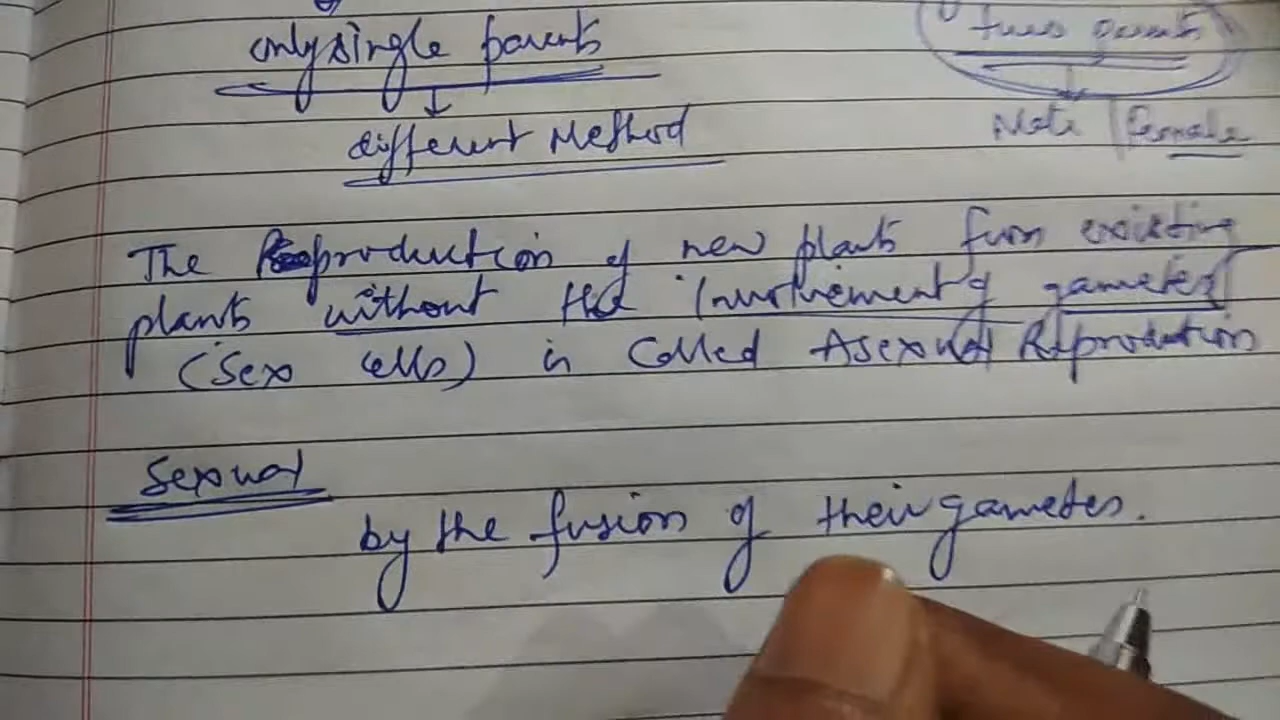 only single parents
two parents
different Method
Male | female
The Reproduction of new plants from existing
plants without the involvement of gametes
(Sex cells) is called Asexual Reproduction
Sexual
by the fusion of their gametes.